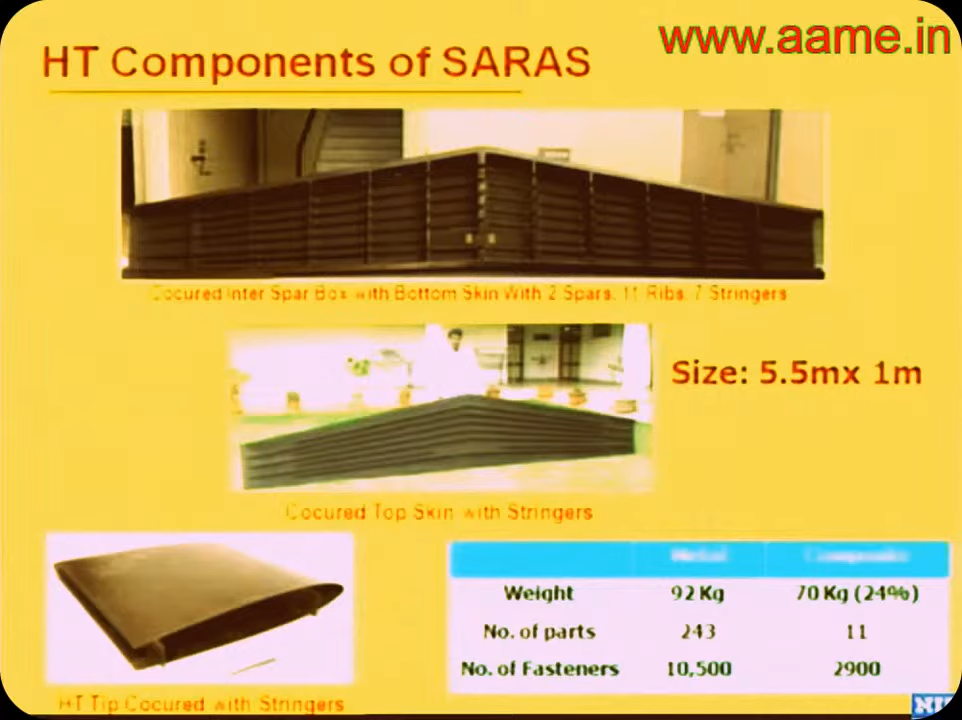 www.aame.in
HT Components of SARAS
Cocured Inter Spar Box with Bottom Skin With 2 Spars, 11 Ribs, 7 Stringers
Size: 5.5mx 1m
Cocured Top Skin with Stringers
Metal Composite
Weight 92 Kg 70 Kg (24%)
No. of parts 243 11
No. of Fasteners 10,500 2900
HT Tip Cocured with Stringers